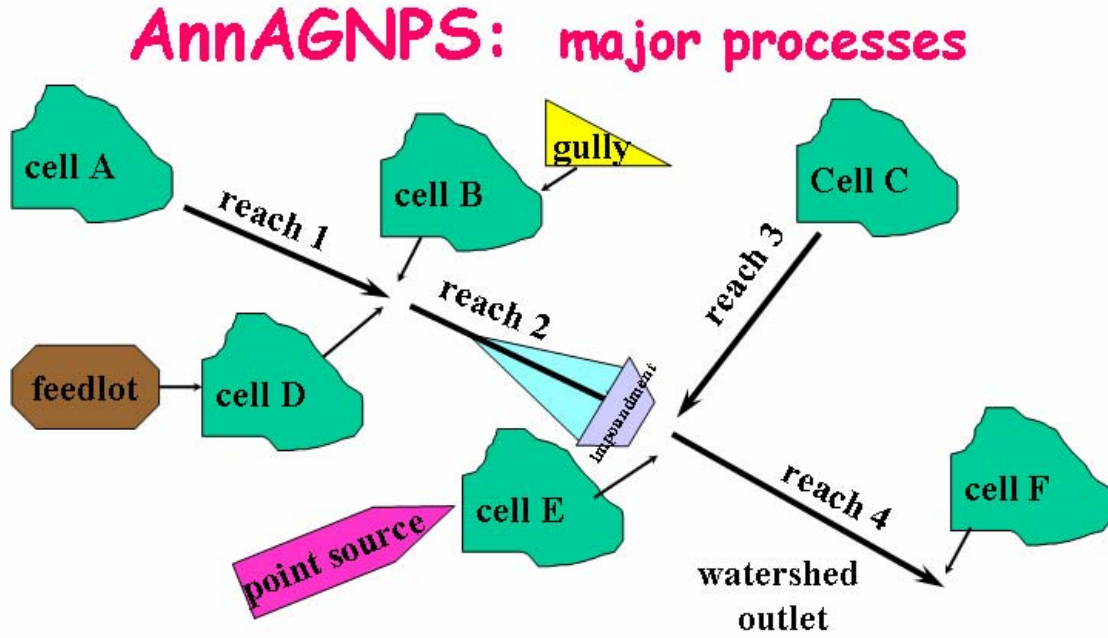 AnnAGNPS: major processes
cell A
cell B
gully
Cell C
reach 1
reach 2
reach 3
feedlot
cell D
impoundment
cell E
point source
reach 4
cell F
watershed
outlet